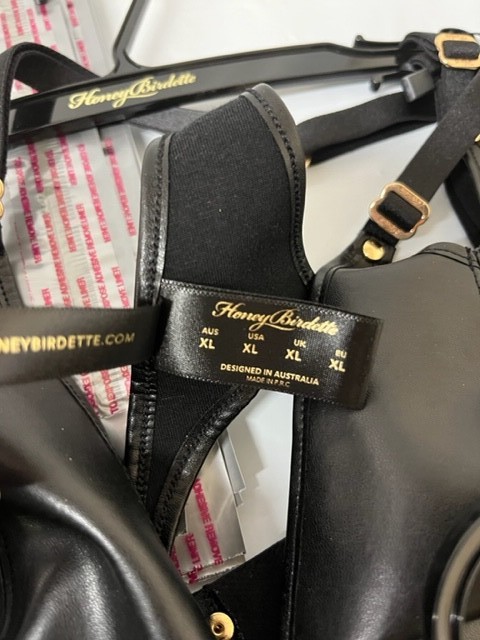 Honey Birdette
Honey Birdette
AUS USA UK EU
XL XL XL XL
DESIGNED IN AUSTRALIA
MADE IN P.R.C
NEYBIRDETTE.COM